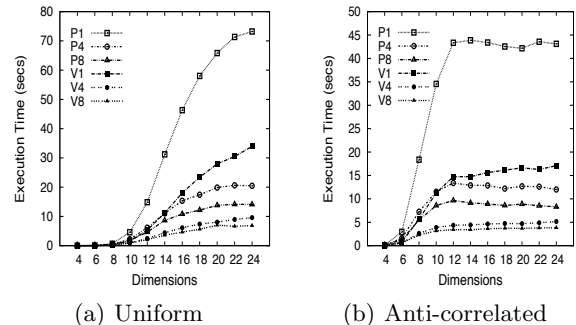 80
70
60
50
40
30
20
10
0
Execution Time (secs)
P1
P4
P8
V1
V4
V8
4 6 8 10 12 14 16 18 20 22 24
Dimensions
(a) Uniform
50
45
40
35
30
25
20
15
10
5
0
Execution Time (secs)
P1
P4
P8
V1
V4
V8
4 6 8 10 12 14 16 18 20 22 24
Dimensions
(b) Anti-correlated